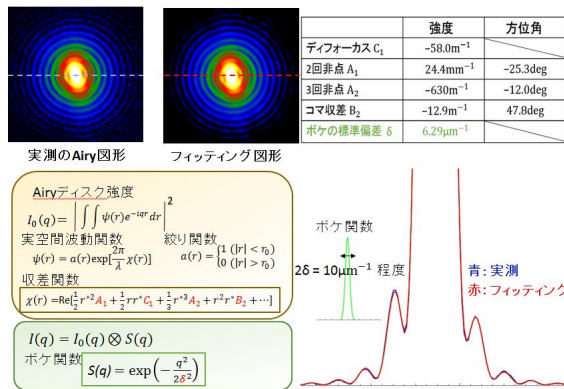 実測のAiry図形
フィッティング図形
強度 方位角
ディフォーカス C₁ −58.0m⁻¹
2回非点 A₁ 24.4mm⁻¹ −25.3deg
3回非点 A₂ −630m⁻¹ −12.0deg
コマ収差 B₂ −12.9m⁻¹ 47.8deg
ボケの標準偏差 δ 6.29μm⁻¹
Airyディスク強度
I₀(q)=|∫∫ψ(r)e^{-iqr}dr|²
実空間波動関数 絞り関数
ψ(r) = a(r)exp[2π/λ χ(r)] a(r)={1 (|r| < r₀)
0 (|r| > r₀)
収差関数
χ(r) =Re[1/2 r*²A₁ + 1/2 rr*C₁ + 1/3 r*³A₂ + r²r*B₂ + ⋯]
I(q) = I₀(q) ⊗ S(q)
ボケ関数
S(q) = exp(−q²/2δ²)
ボケ関数
2δ = 10μm⁻¹ 程度
青:実測
赤:フィッティング